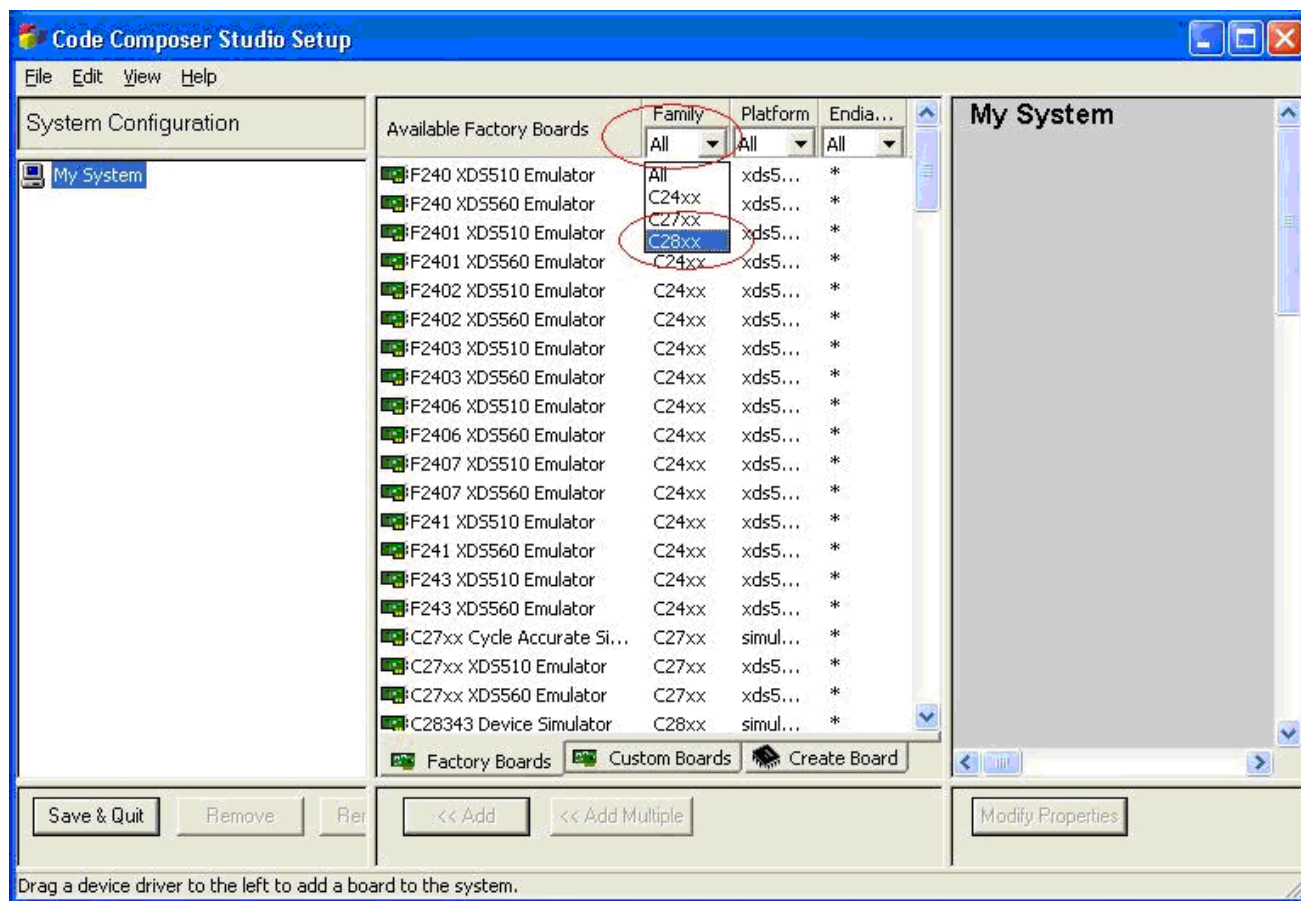 Code Composer Studio Setup
File Edit View Help
System Configuration
My System
Available Factory Boards Family Platform Endia...
All All All
All
C24xx
C27xx
C28xx
F240 XDS510 Emulator xds5... *
F240 XDS560 Emulator xds5... *
F2401 XDS510 Emulator xds5... *
F2401 XDS560 Emulator C24xx xds5... *
F2402 XDS510 Emulator C24xx xds5... *
F2402 XDS560 Emulator C24xx xds5... *
F2403 XDS510 Emulator C24xx xds5... *
F2403 XDS560 Emulator C24xx xds5... *
F2406 XDS510 Emulator C24xx xds5... *
F2406 XDS560 Emulator C24xx xds5... *
F2407 XDS510 Emulator C24xx xds5... *
F2407 XDS560 Emulator C24xx xds5... *
F241 XDS510 Emulator C24xx xds5... *
F241 XDS560 Emulator C24xx xds5... *
F243 XDS510 Emulator C24xx xds5... *
F243 XDS560 Emulator C24xx xds5... *
C27xx Cycle Accurate Si... C27xx simul... *
C27xx XDS510 Emulator C27xx xds5... *
C27xx XDS560 Emulator C27xx xds5... *
C28343 Device Simulator C28xx simul... *
Factory Boards Custom Boards Create Board
My System
Save & Quit Remove Rer
<< Add << Add Multiple
Modify Properties
Drag a device driver to the left to add a board to the system.